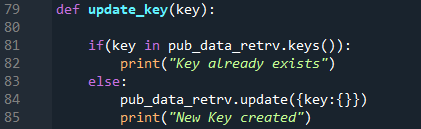 79 def update_key(key):
80
81 if(key in pub_data_retrv.keys()):
82 print("Key already exists")
83 else:
84 pub_data_retrv.update({key:{}})
85 print("New Key created")